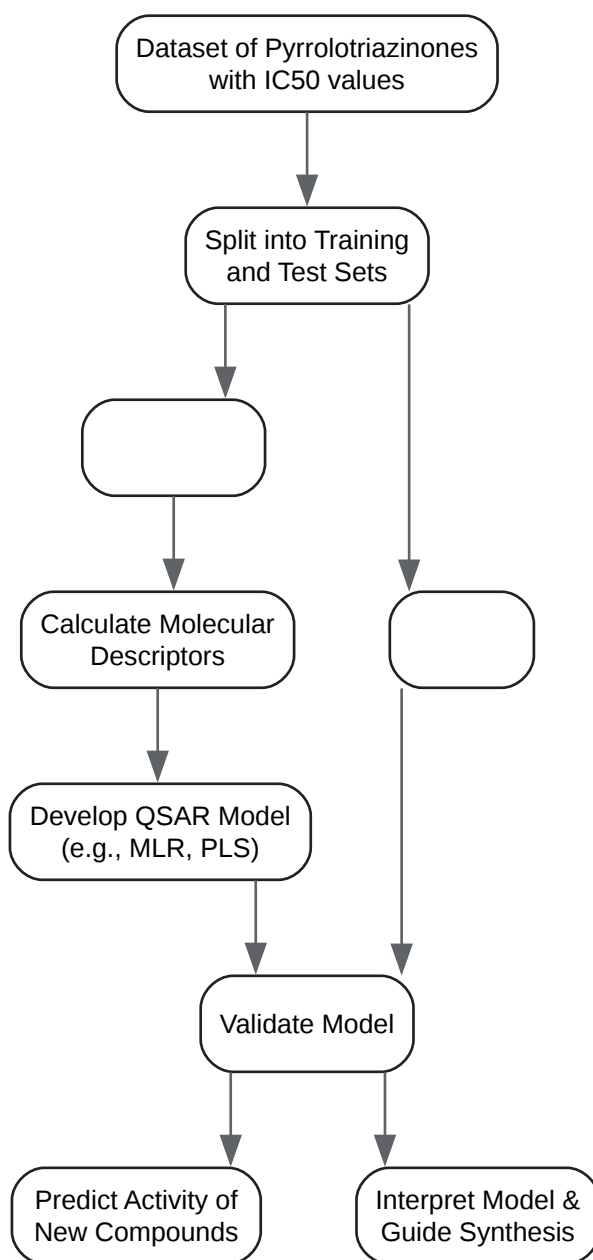 Dataset of Pyrrolotriazinones
with IC50 values
Split into Training
and Test Sets
Calculate Molecular
Descriptors
Develop QSAR Model
(e.g., MLR, PLS)
Validate Model
Predict Activity of
New Compounds
Interpret Model &
Guide Synthesis